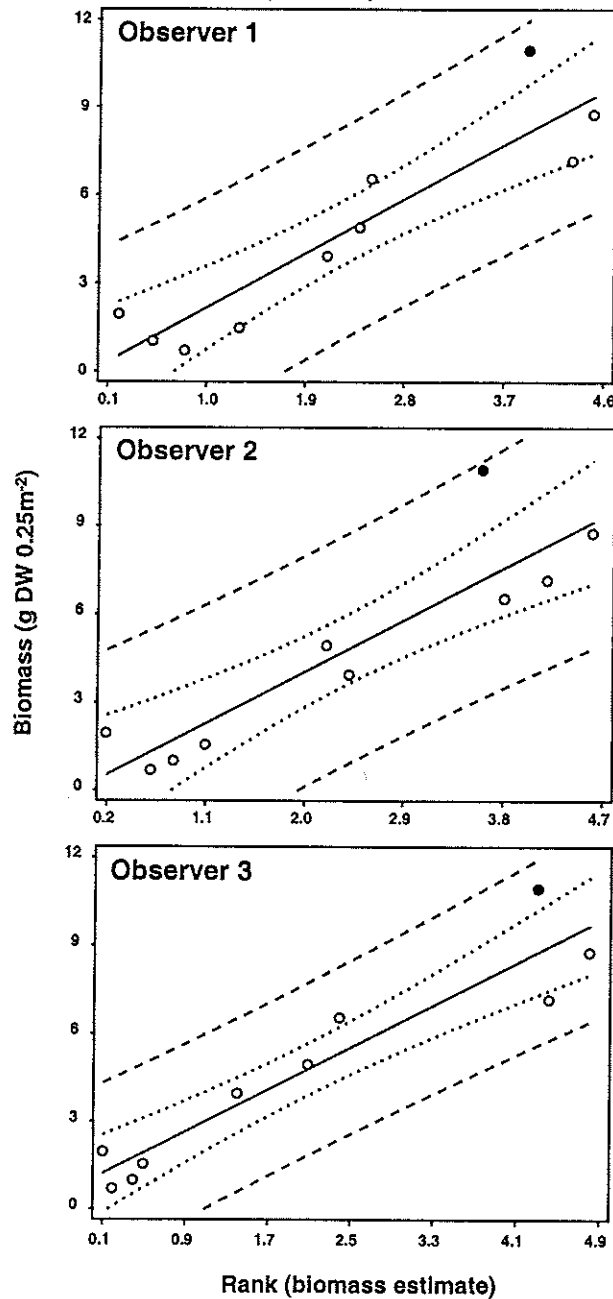 Observer 1
12
9
6
3
0
0.1 1.0 1.9 2.8 3.7 4.6
Observer 2
12
9
6
3
0
0.2 1.1 2.0 2.9 3.8 4.7
Observer 3
12
9
6
3
0
0.1 0.9 1.7 2.5 3.3 4.1 4.9
Biomass (g DW 0.25m⁻²)
Rank (biomass estimate)